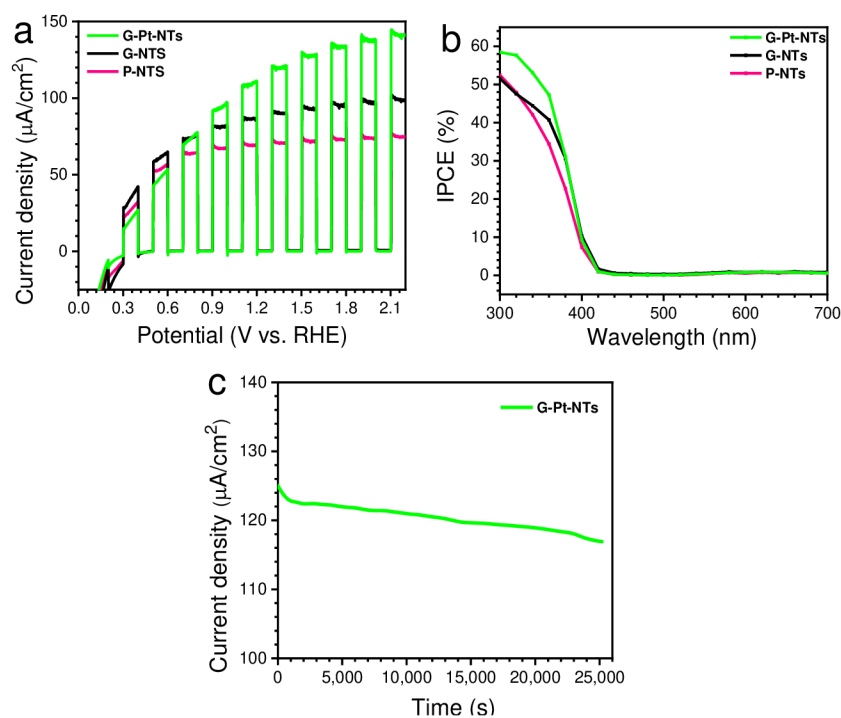 a
G-Pt-NTs
G-NTS
P-NTS
150
100
50
0
Current density (μA/cm²)
0.0 0.3 0.6 0.9 1.2 1.5 1.8 2.1
Potential (V vs. RHE)
b
G-Pt-NTs
G-NTs
P-NTs
60
50
40
30
20
10
0
IPCE (%)
300 400 500 600 700
Wavelength (nm)
c
G-Pt-NTs
140
130
120
110
100
Current density (μA/cm²)
0 5,000 10,000 15,000 20,000 25,000
Time (s)